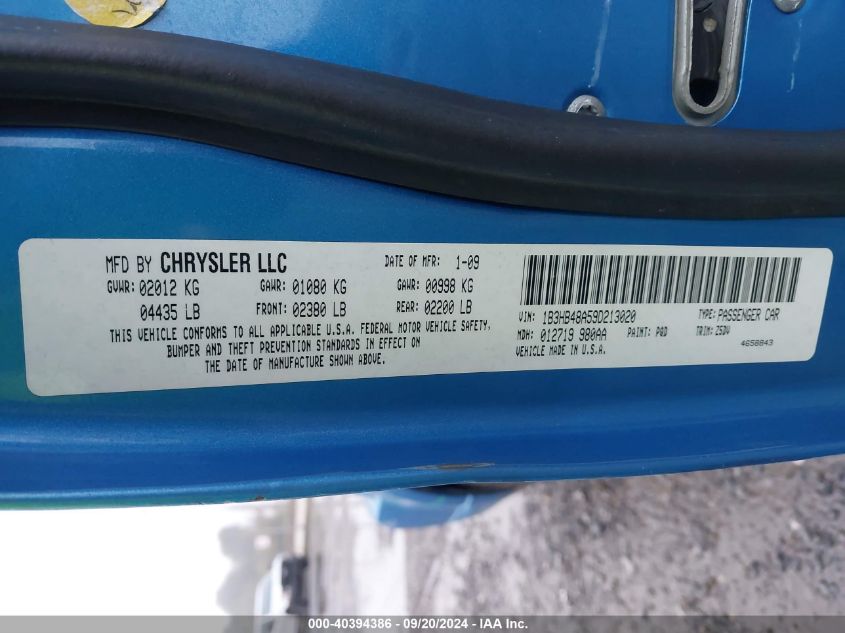 MFD BY CHRYSLER LLC
DATE OF MFR: 1-09
GVWR: 02012 KG
GAWR: 01080 KG
GAWR: 00998 KG
04435 LB
FRONT: 02380 LB
REAR: 02200 LB
THIS VEHICLE CONFORMS TO ALL APPLICABLE U.S.A. FEDERAL MOTOR VEHICLE SAFETY,
BUMPER AND THEFT PREVENTION STANDARDS IN EFFECT ON
THE DATE OF MANUFACTURE SHOWN ABOVE.
VIN: 1B3HB48A59D213020
TYPE: PASSENGER CAR
MDH: 012719 980AA
PAINT: PQD
TRIM: Z5DV
VEHICLE MADE IN U.S.A.
4658843
000-40394386 - 09/20/2024 - IAA Inc.